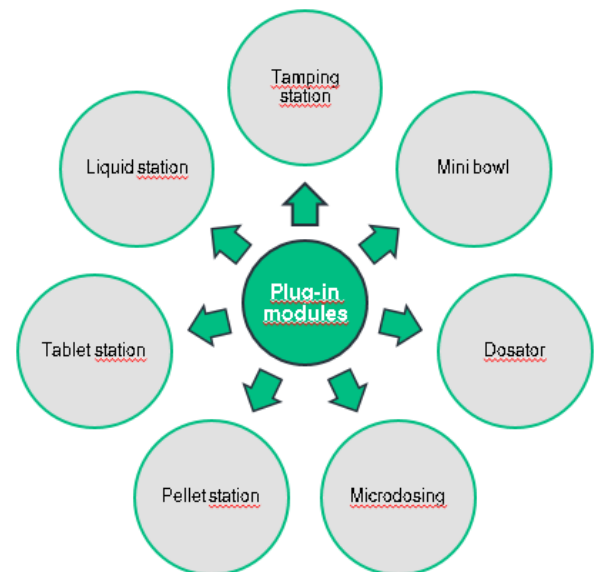 Tamping
station
Liquid station
Mini bowl
Plug-in
modules
Tablet station
Dosator
Pellet station
Microdosing